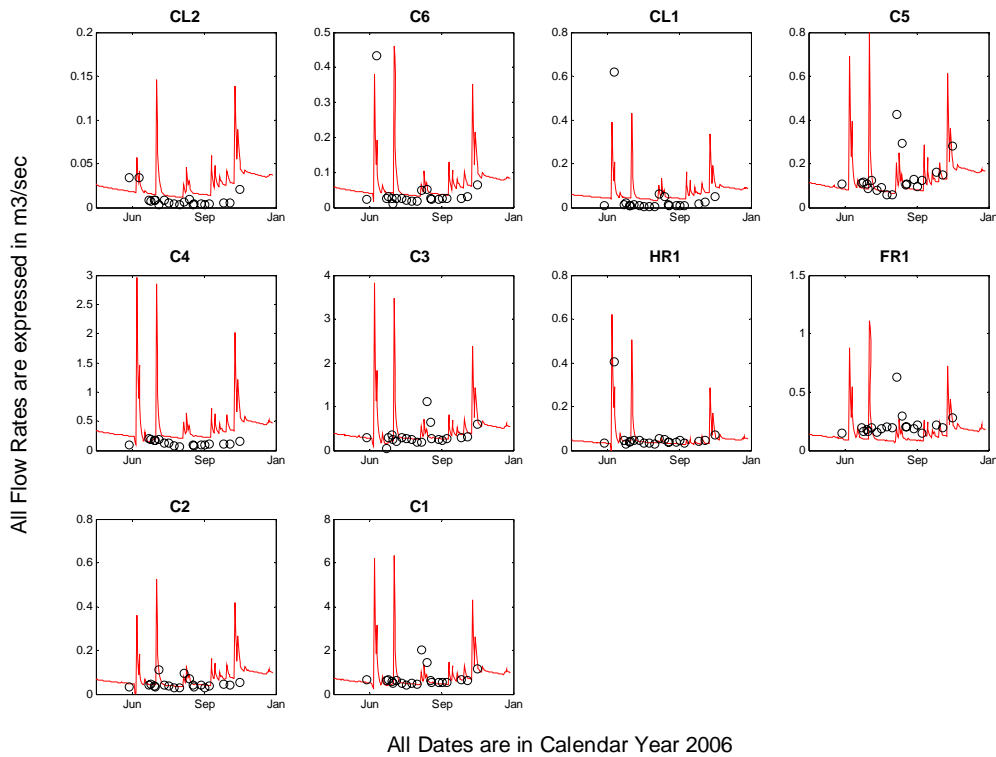 CL2 C6 CL1 C5
0.2 0.5 0.8 0.8
0.15 0.4 0.6 0.6
0.3
0.1 0.4 0.4
0.2
0.05 0.2 0.2
0.1
0 0 0 0
Jun Sep Jan Jun Sep Jan Jun Sep Jan Jun Sep Jan
C4 C3 HR1 FR1
3 4 0.8 1.5
2.5
3 0.6
2 1
1.5 2 0.4
1 0.5
1 0.2
0.5
0 0 0 0
Jun Sep Jan Jun Sep Jan Jun Sep Jan Jun Sep Jan
C2 C1
0.8 8
0.6 6
0.4 4
0.2 2
0 0
Jun Sep Jan Jun Sep Jan
All Flow Rates are expressed in m3/sec
All Dates are in Calendar Year 2006